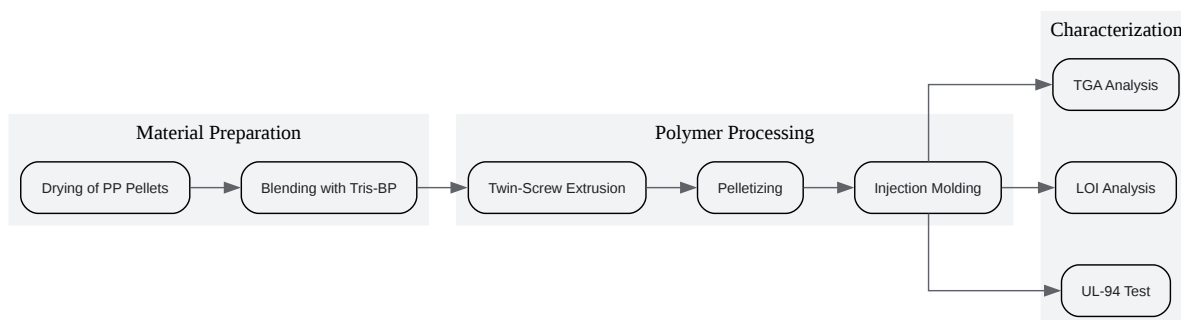 Characterization
TGA Analysis
Material Preparation
Polymer Processing
Drying of PP Pellets
Blending with Tris-BP
Twin-Screw Extrusion
Pelletizing
Injection Molding
LOI Analysis
UL-94 Test